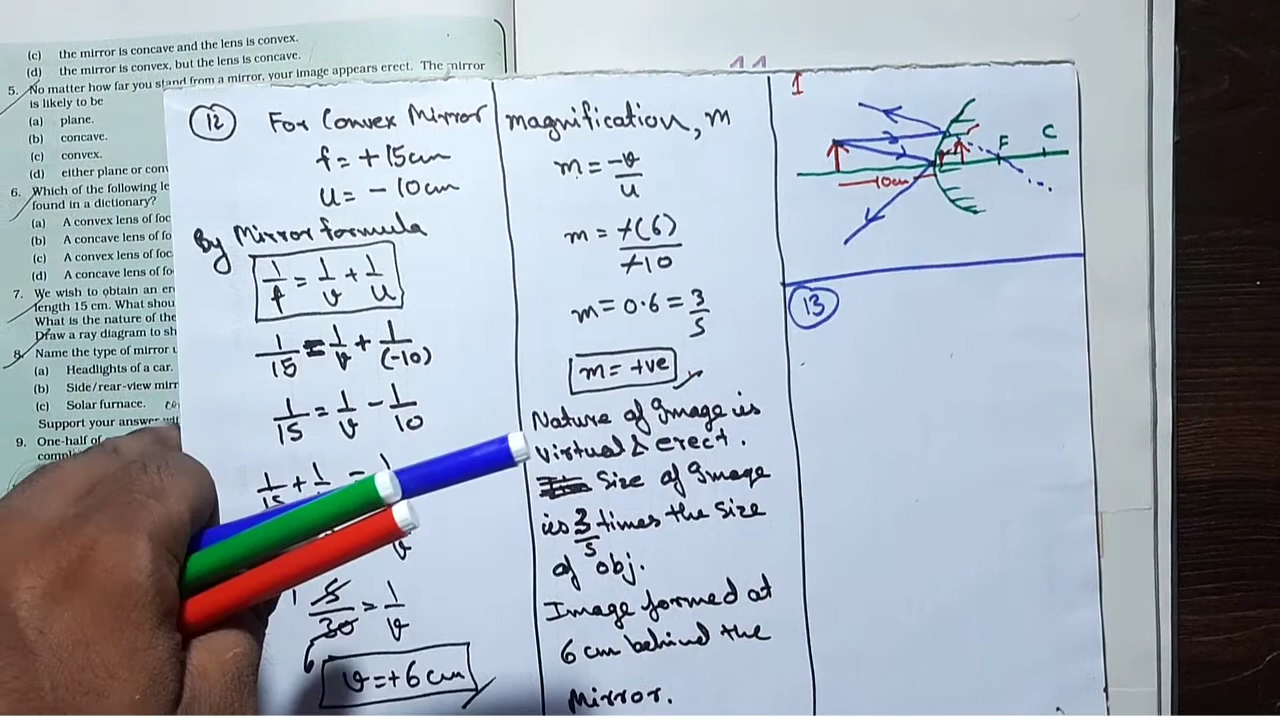 (c) the mirror is concave and the lens is convex.
(d) the mirror is convex, but the lens is concave.
5. No matter how far you stand from a mirror, your image appears erect. The mirror
is likely to be
(a) plane.
(b) concave.
(c) convex.
(d) either plane or con
6. Which of the following le
found in a dictionary?
(a) A convex lens of foc
(b) A concave lens of fo
(c) A convex lens of foc
(d) A concave lens of fo
7. We wish to obtain an er
length 15 cm. What shou
What is the nature of the
Draw a ray diagram to sh
8. Name the type of mirror u
(a) Headlights of a car.
(b) Side/rear-view mirr
(c) Solar furnace.
Support your answer
9. One-half of
compl
12 For Convex Mirror
f = +15cm
u = -10cm
By Mirror formula
1/f = 1/v + 1/u
1/15 = 1/v + 1/(-10)
1/15 = 1/v - 1/10
1/15 +
5/30 = 1/v
6
v=+6cm
magnification, m
m = -v/u
m = +(6)/+10
m = 0.6 = 3/5
m = +ve
Nature of Image is
virtual & erect.
Size of Image
is 3/5 times the size
of obj.
Image formed at
6 cm behind the
Mirror.
1
F C
10cm
13